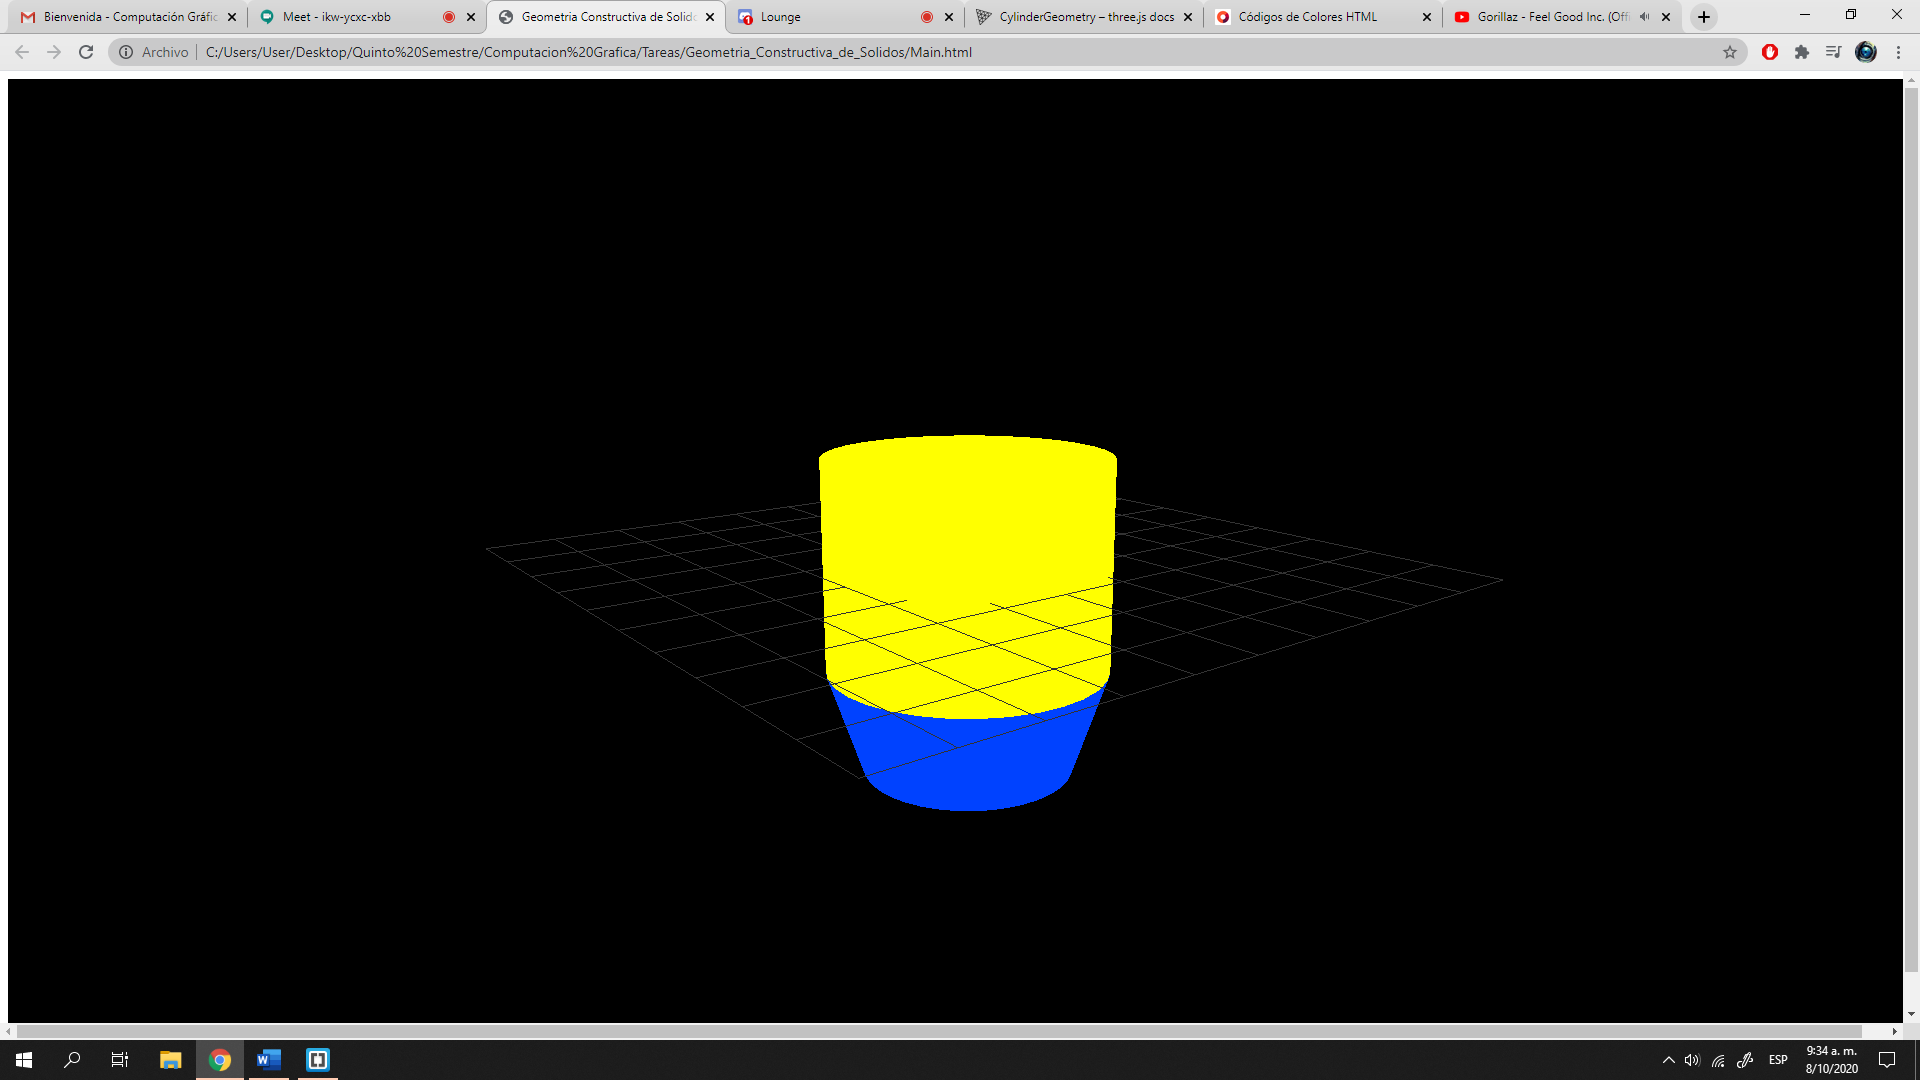 Bienvenida - Computación Gráfic
Meet - ikw-ycxc-xbb
Geometria Constructiva de Solido
Lounge
CylinderGeometry – three.js docs
Códigos de Colores HTML
Gorillaz - Feel Good Inc. (Offi
Archivo
C:/Users/User/Desktop/Quinto%20Semestre/Computacion%20Grafica/Tareas/Geometria_Constructiva_de_Solidos/Main.html
ESP
9:34 a. m.
8/10/2020